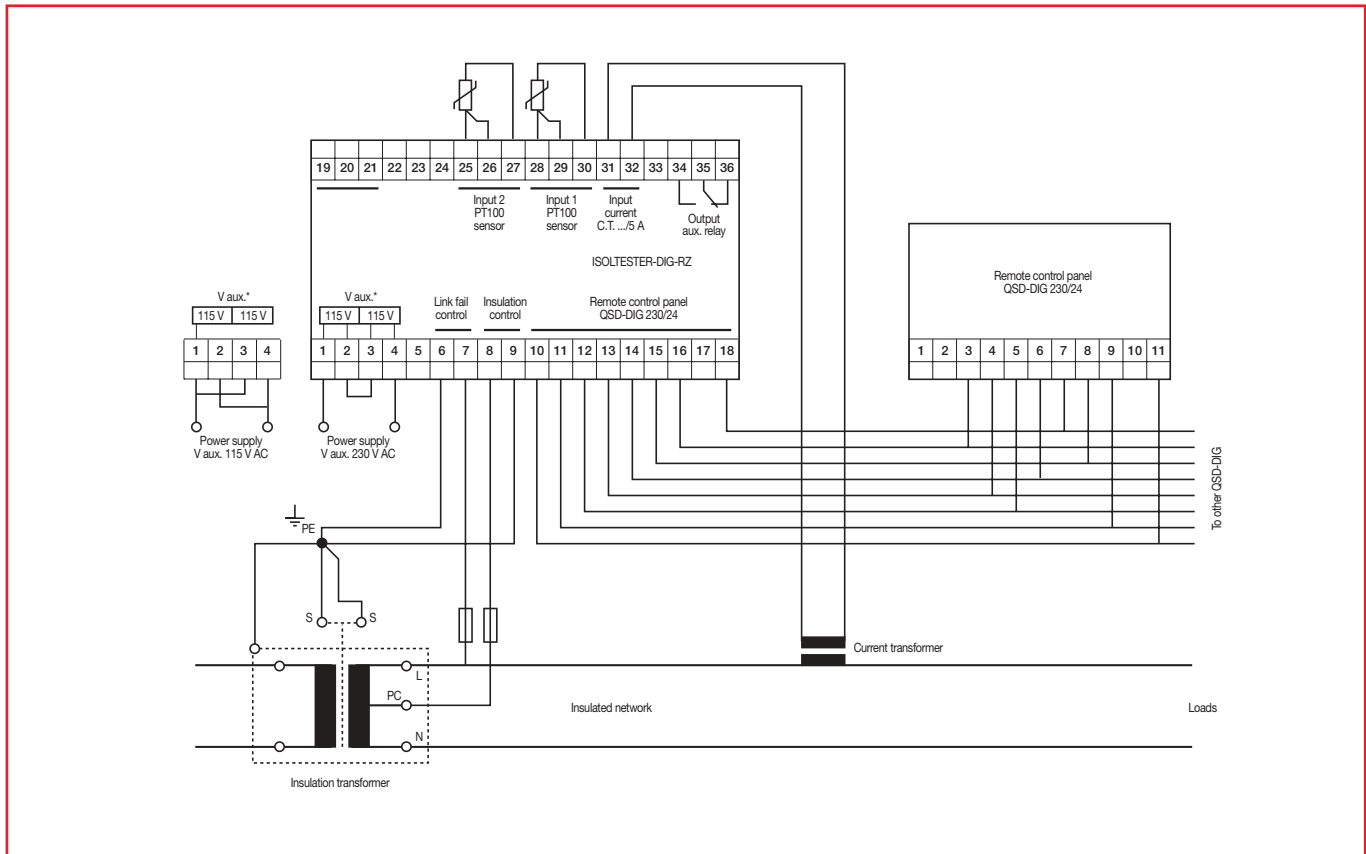 19 20 21 22 23 24 25 26 27 28 29 30 31 32 33 34 35 36
Input 2
PT100
sensor
Input 1
PT100
sensor
Input
current
C.T. .../5 A
Output
aux. relay
ISOLTESTER-DIG-RZ
V aux.*
115 V 115 V
1 2 3 4
Power supply
V aux. 115 V AC
V aux.*
115 V 115 V
Link fail
control
Insulation
control
Remote control panel
QSD-DIG 230/24
1 2 3 4 5 6 7 8 9 10 11 12 13 14 15 16 17 18
Power supply
V aux. 230 V AC
Remote control panel
QSD-DIG 230/24
1 2 3 4 5 6 7 8 9 10 11
To other QSD-DIG
PE
S S
L
PC
N
Current transformer
Insulated network
Loads
Insulation transformer